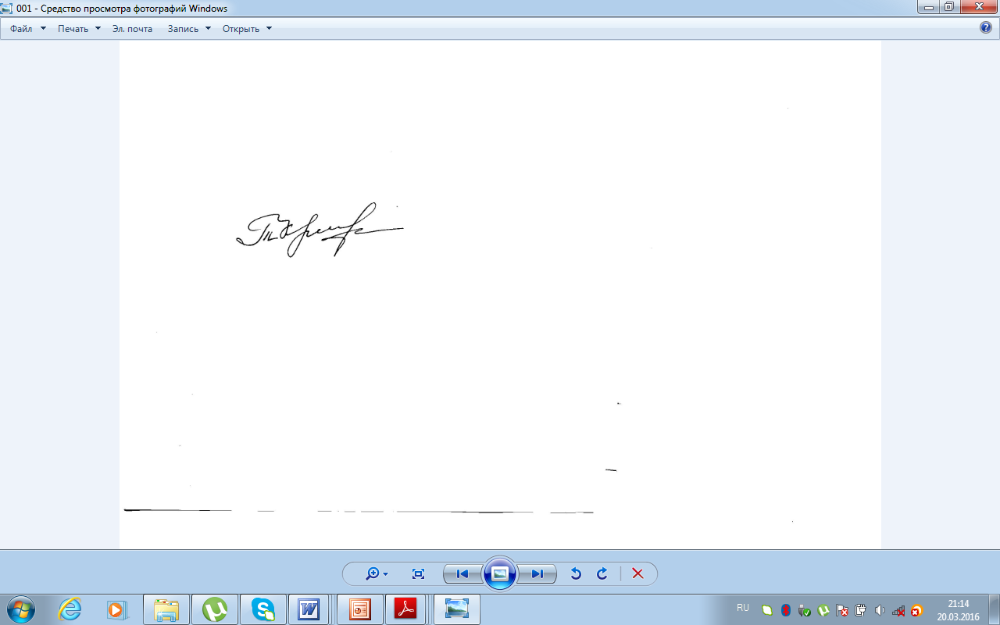 001 - Средство просмотра фотографий Windows
Файл Печать Эл. почта Запись Открыть
RU
21:14
20.03.2016